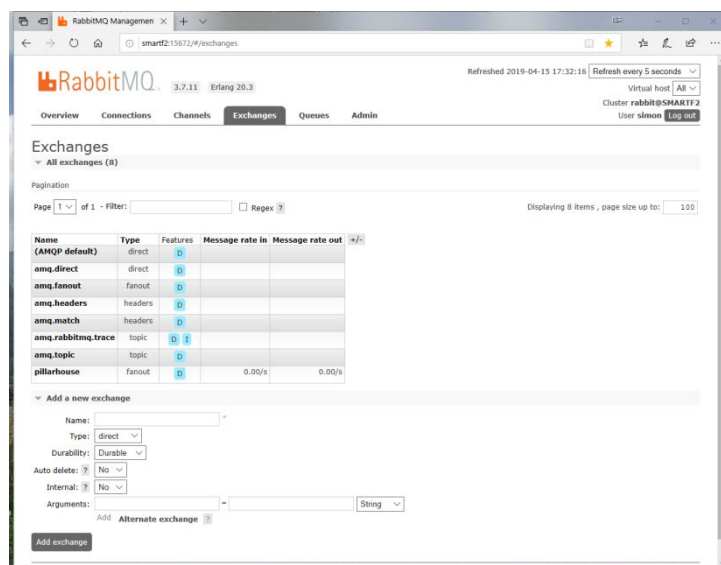 RabbitMQ Managemen
smartf2:15672/#/exchanges
Refreshed 2019-04-15 17:32:16 Refresh every 5 seconds
RabbitMQ 3.7.11 Erlang 20.3
Virtual host All
Cluster rabbit@SMARTF2
User simon Log out
Overview Connections Channels Exchanges Queues Admin
Exchanges
All exchanges (8)
Pagination
Page 1 of 1 - Filter: Regex ? Displaying 8 items , page size up to: 100
Name Type Features Message rate in Message rate out +/-
(AMQP default) direct D
amq.direct direct D
amq.fanout fanout D
amq.headers headers D
amq.match headers D
amq.rabbitmq.trace topic D I
amq.topic topic D
pillarhouse fanout D 0.00/s 0.00/s
Add a new exchange
Name: *
Type: direct
Durability: Durable
Auto delete: ? No
Internal: ? No
Arguments: = String
Add Alternate exchange ?
Add exchange